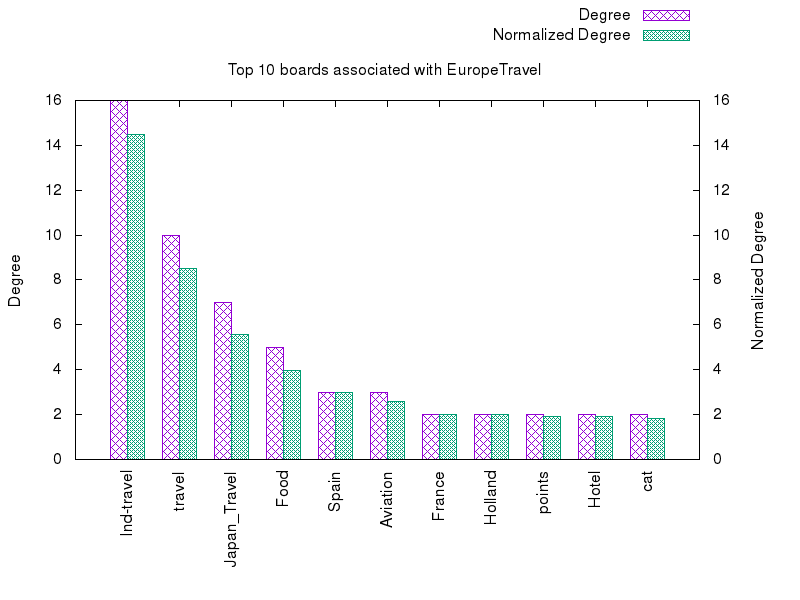 Degree
Normalized Degree
Top 10 boards associated with EuropeTravel
16 16
14 14
12 12
10 10
8 8
6 6
4 4
2 2
0 0
Degree
Normalized Degree
Ind-travel
travel
Japan_Travel
Food
Spain
Aviation
France
Holland
points
Hotel
cat